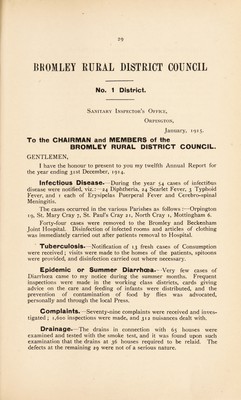 29
BROMLEY RURAL DISTRICT COUNCIL
No. 1 District.
Sanitary Inspector's Office,
Orpington,
January, 1915.
To the CHAIRMAN and MEMBERS of the
BROMLEY RURAL DISTRICT COUNCIL.
Gentlemen,
I have the honour to present to you my twelfth Annual Report for
the year ending 31st December, 1914.
Infectious Disease.—During the year 54 cases of infectious
disease were notified, viz.:—24 Diphtheria, 24 Scarlet Fever, 3 Typhoid
Fever, and 1 each of Erysipelas Puerperal Fever and Cerebro-spinal
Meningitis.
The cases occurred in the various Parishes as follows:—Orpington
19, St. Mary Cray 7, St. Paul's Cray 21, North Cray 1, Nottingham 6.
Forty-four cases were removed to the Bromley and Beckenham
Joint Hospital. Disinfection of infected rooms and articles of clothing
was immediately carried out after patients removal to Hospital.
Tuberculosis.—Notification of 13 fresh cases of Consumption
were received; visits were made to the homes of the patients, spittoons
were provided, and disinfection carried out where necessary.
Epidemic or Summer Diarrhœa.—Very few cases of
Diarrhœa came to my notice during the summer months. Frequent
inspections were made in the working class districts, cards giving
advice on the care and feeding of infants were distributed, and the
prevention of contamination of food by flies was advocated,
personally and through the local Press.
Complaints.—Seventy-nine complaints were received and inves-
tigated; 1,600 inspections were made, and 312 nuisances dealt with.
Drainage.—The drains in connection with 65 houses were
examined and tested with the smoke test, and it was found upon such
examination that the drains at 36 houses required to be relaid. The
defects at the remaining 29 were not of a serious nature.